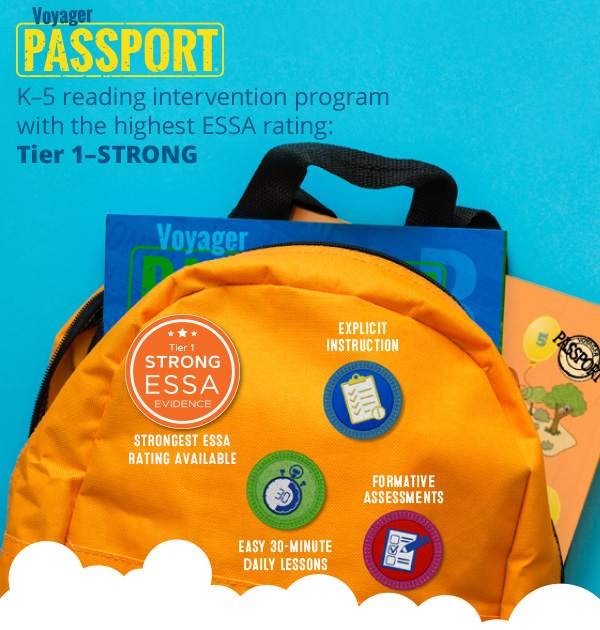 Voyager
PASSPORT
K–5 reading intervention program
with the highest ESSA rating:
Tier 1–STRONG
Voyager
Tier 1
STRONG
ESSA
EVIDENCE
STRONGEST ESSA
RATING AVAILABLE
EXPLICIT
INSTRUCTION
30
EASY 30-MINUTE
DAILY LESSONS
FORMATIVE
ASSESSMENTS
5
PASSPORT